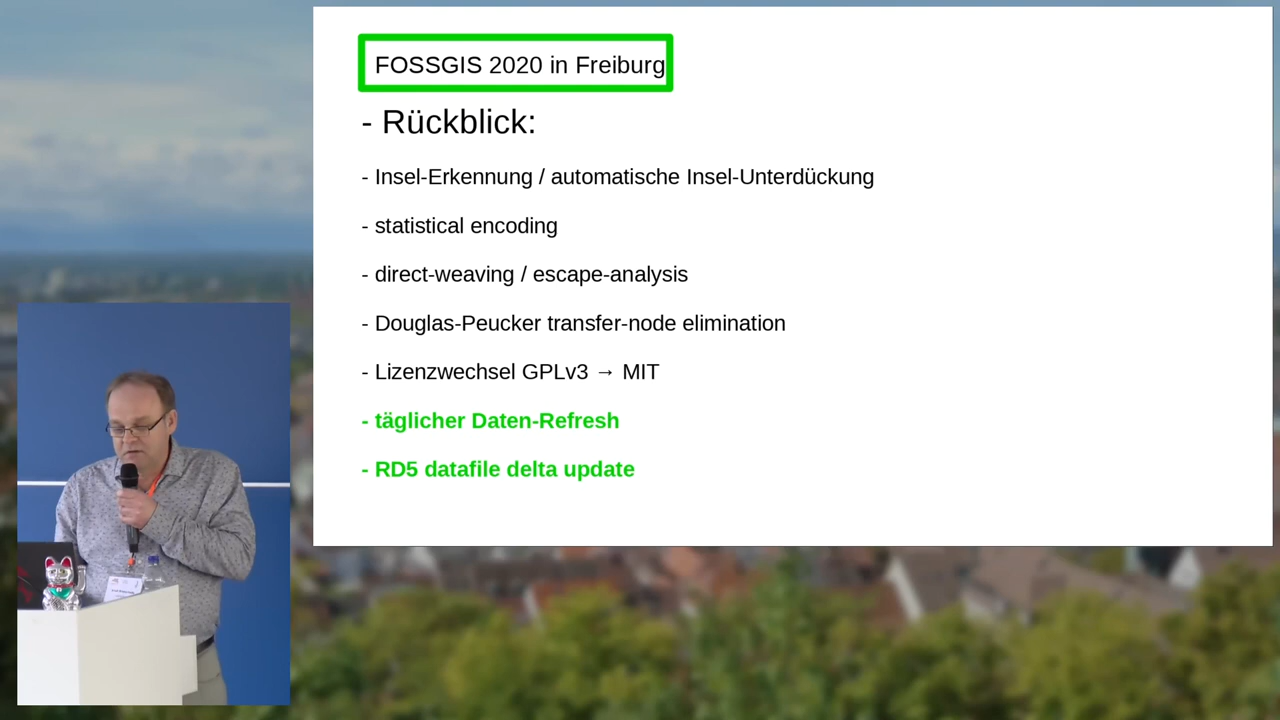 FOSSGIS 2020 in Freiburg
- Rückblick:
- Insel-Erkennung / automatische Insel-Unterdückung
- statistical encoding
- direct-weaving / escape-analysis
- Douglas-Peucker transfer-node elimination
- Lizenzwechsel GPLv3 → MIT
- täglicher Daten-Refresh
- RD5 datafile delta update